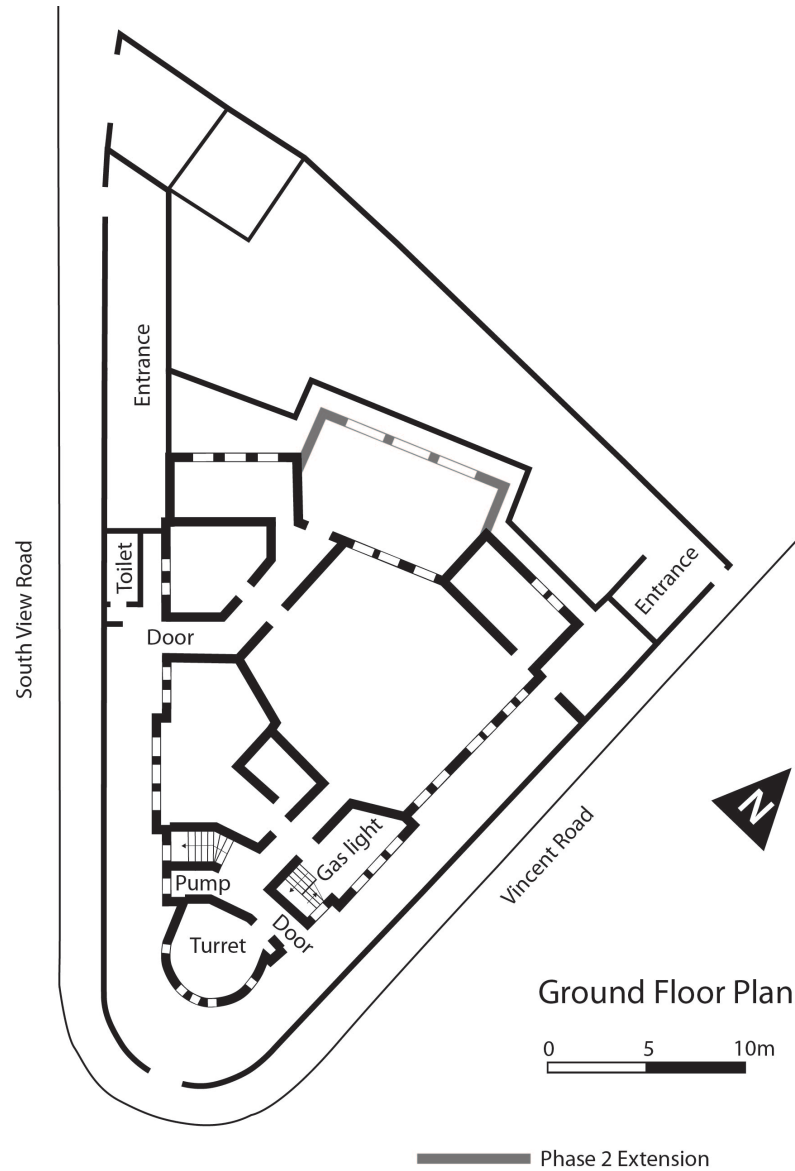 Entrance
South View Road
Toilet
Door
Entrance
N
Vincent Road
Gas light
Pump
Door
Turret
Ground Floor Plan
0 5 10m
Phase 2 Extension